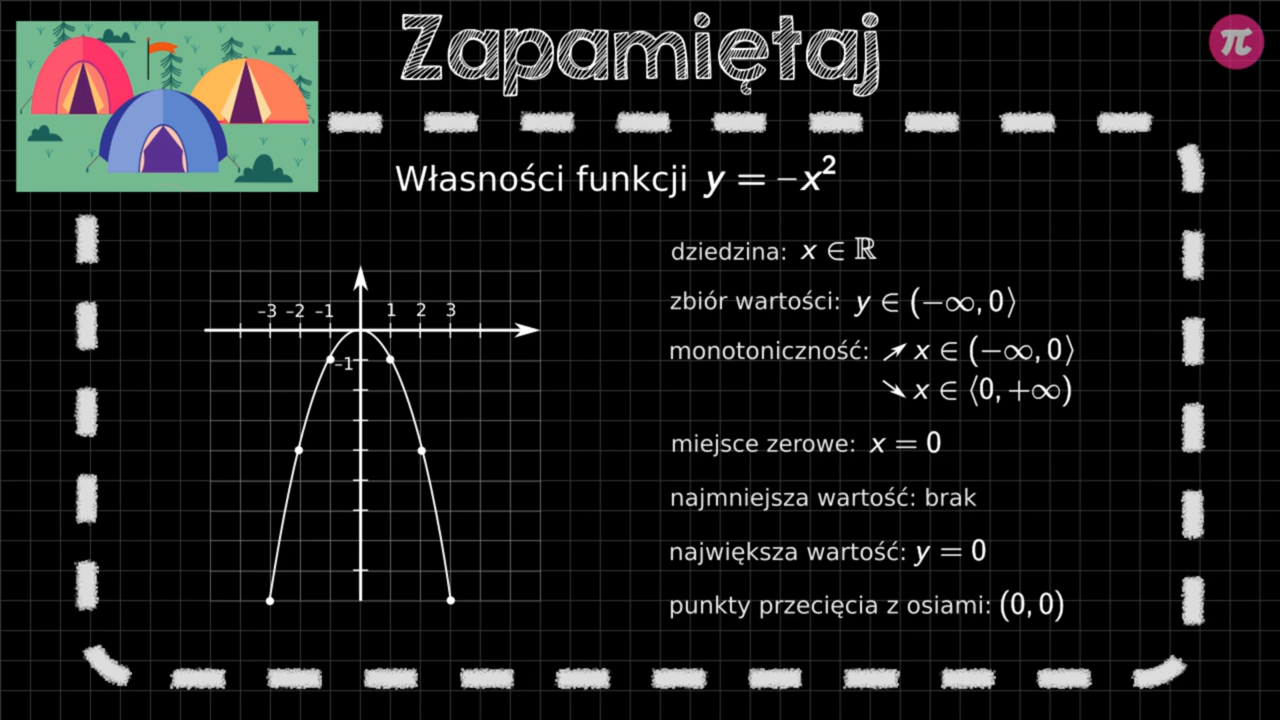 Zapamiętaj
π
Własności funkcji y = −x²
dziedzina: x ∈ ℝ
zbiór wartości: y ∈ (−∞, 0⟩
monotoniczność: ↗ x ∈ (−∞, 0⟩
↘ x ∈ ⟨0, +∞)
miejsce zerowe: x = 0
najmniejsza wartość: brak
największa wartość: y = 0
punkty przecięcia z osiami: (0, 0)
−3 −2 −1 1 2 3
−1